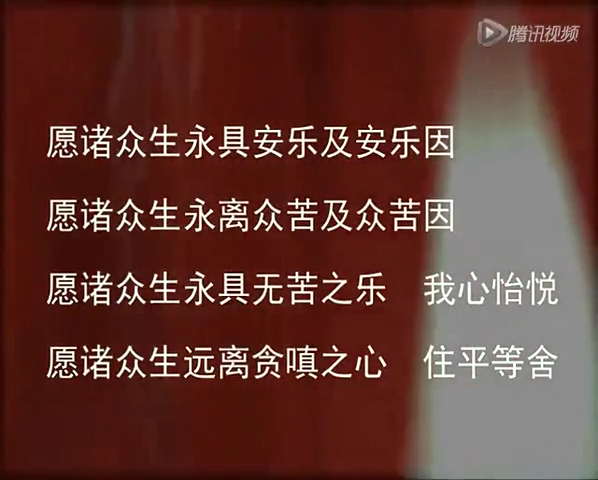 腾讯视频
愿诸众生永具安乐及安乐因
愿诸众生永离众苦及众苦因
愿诸众生永具无苦之乐　我心怡悦
愿诸众生远离贪嗔之心　住平等舍